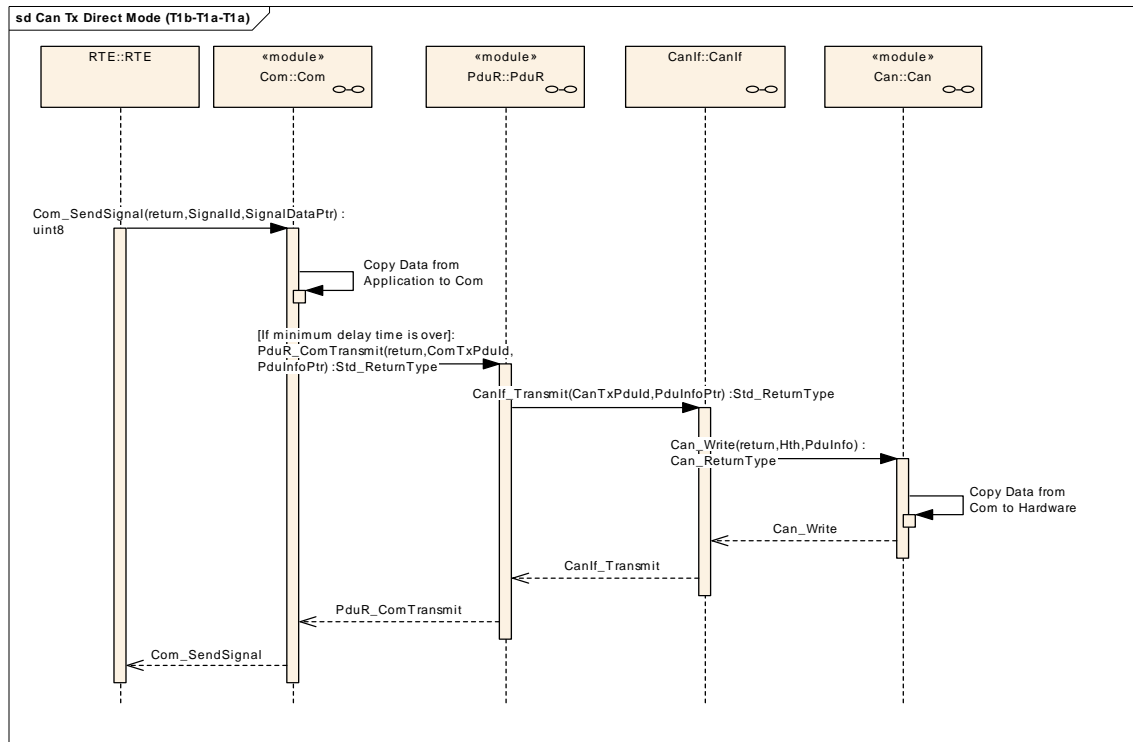 sd Can Tx Direct Mode (T1b-T1a-T1a)
RTE::RTE
«module»
Com::Com
«module»
PduR::PduR
CanIf::CanIf
«module»
Can::Can
Com_SendSignal(return,SignalId,SignalDataPtr) :
uint8
Copy Data from
Application to Com
[If minimum delay time is over]:
PduR_ComTransmit(return,ComTxPduId,
PduInfoPtr) :Std_ReturnType
CanIf_Transmit(CanTxPduId,PduInfoPtr) :Std_ReturnType
Can_Write(return,Hth,PduInfo) :
Can_ReturnType
Copy Data from
Com to Hardware
Can_Write
CanIf_Transmit
PduR_ComTransmit
Com_SendSignal